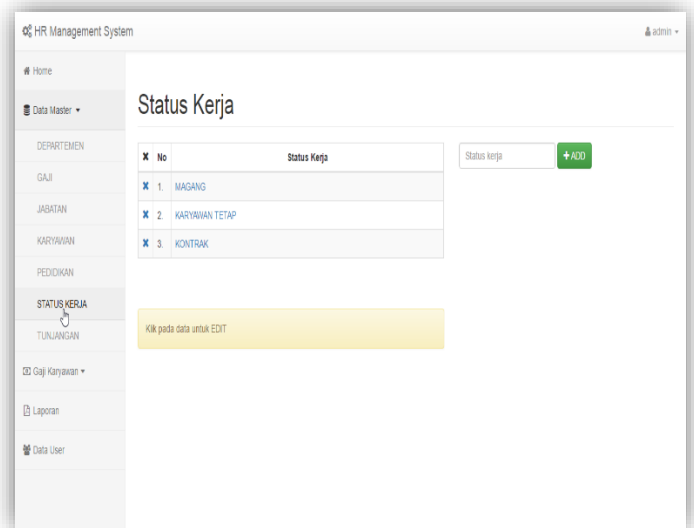 HR Management System
admin
Home
Data Master
DEPARTEMEN
GAJI
JABATAN
KARYAWAN
PEDIDIKAN
STATUS KERJA
TUNJANGAN
Gaji Karyawan
Laporan
Data User
Status Kerja
No Status Kerja
1. MAGANG
2. KARYAWAN TETAP
3. KONTRAK
Status kerja
ADD
Klik pada data untuk EDIT